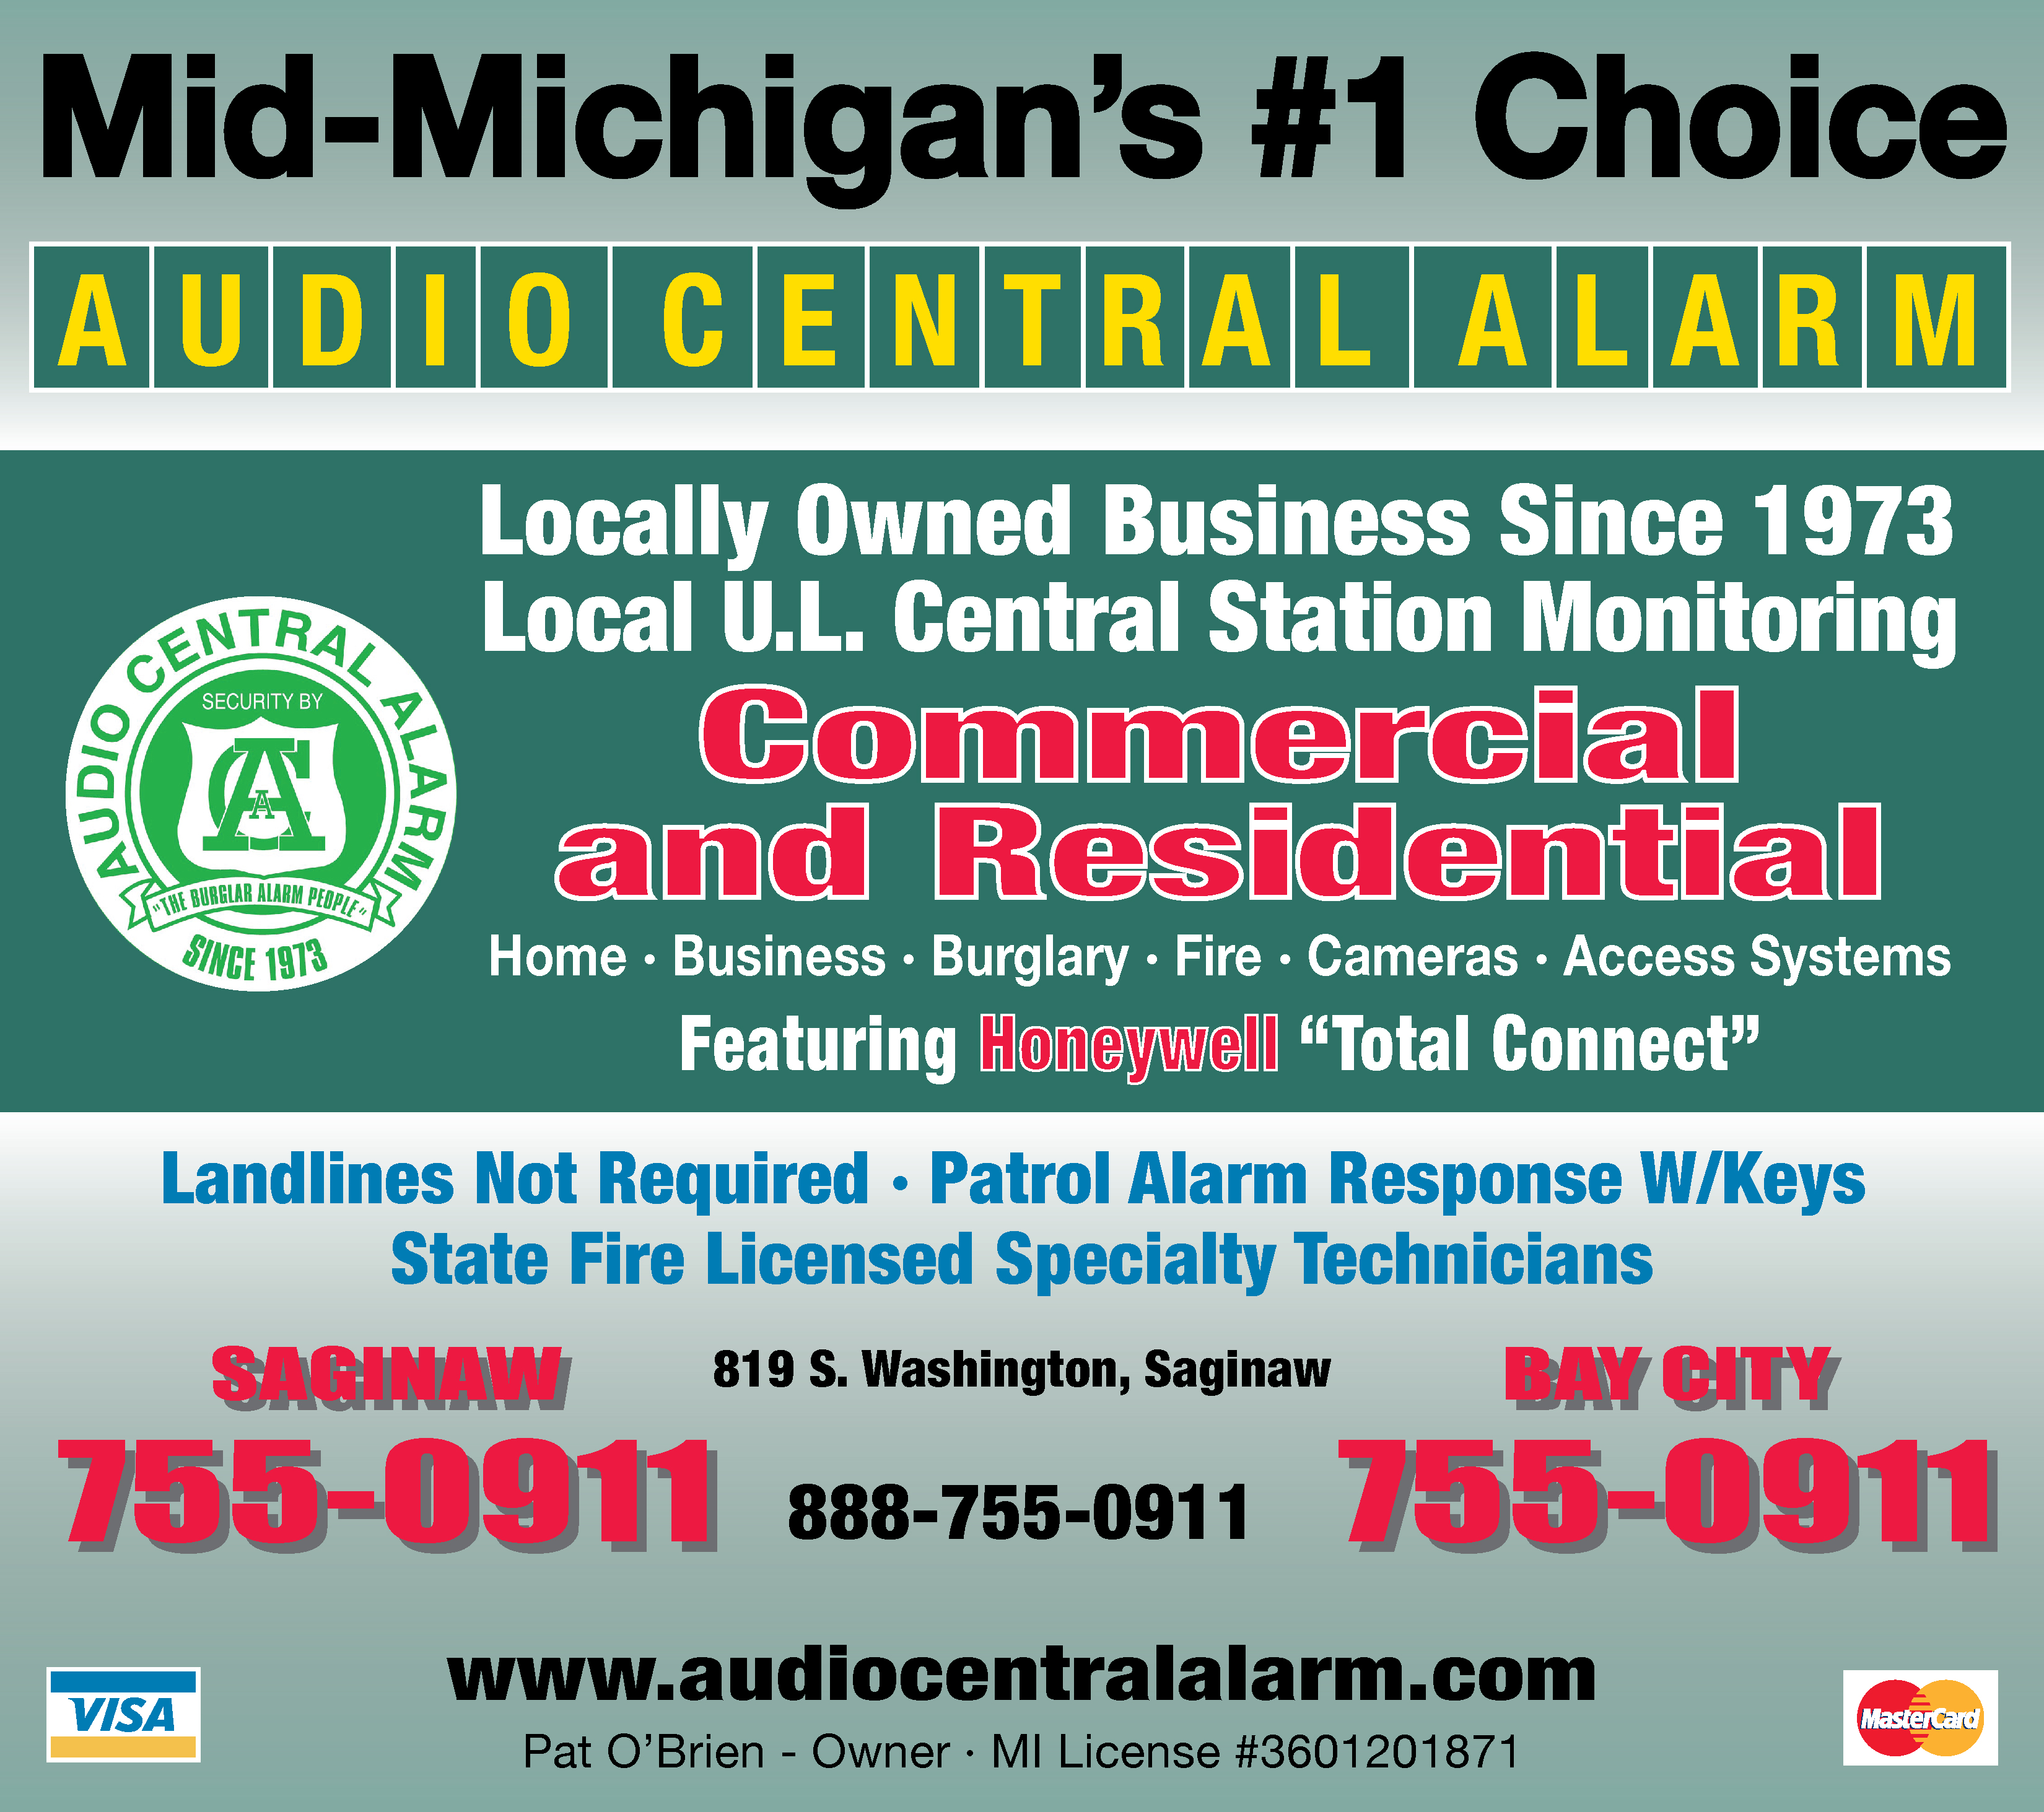 Mid-Michigan’s #1 Choice
AUDIO CENTRAL ALARM
Locally Owned Business Since 1973
Local U.L. Central Station Monitoring
Commercial
and Residential
Home · Business · Burglary · Fire · Cameras · Access Systems
Featuring Honeywell “Total Connect”
AUDIO CENTRAL ALARM
SECURITY BY
CAA
"THE BURGLAR ALARM PEOPLE"
SINCE 1973
Landlines Not Required · Patrol Alarm Response W/Keys
State Fire Licensed Specialty Technicians
SAGINAW
755-0911
819 S. Washington, Saginaw
888-755-0911
BAY CITY
755-0911
www.audiocentralalarm.com
Pat O’Brien - Owner · MI License #3601201871
VISA
MasterCard